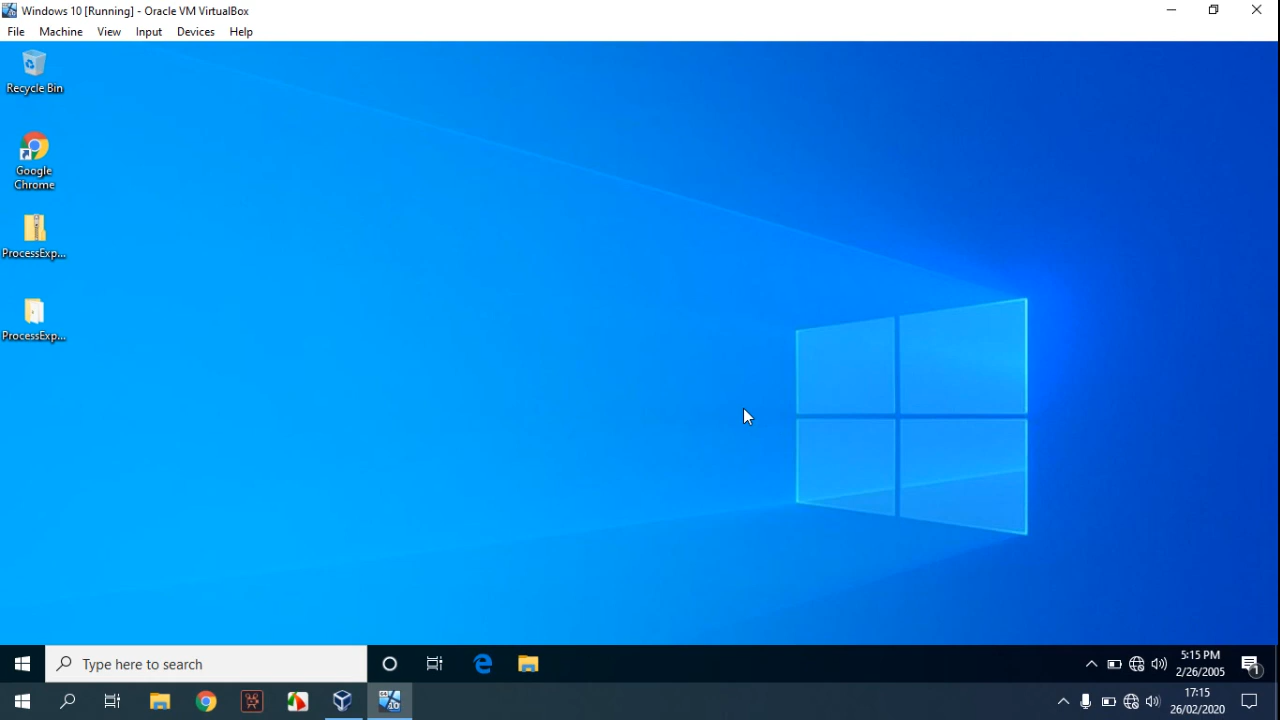 Windows 10 [Running] - Oracle VM VirtualBox
File Machine View Input Devices Help
Recycle Bin
Google
Chrome
ProcessExp...
ProcessExp...
Type here to search
5:15 PM
2/26/2005
1
17:15
26/02/2020